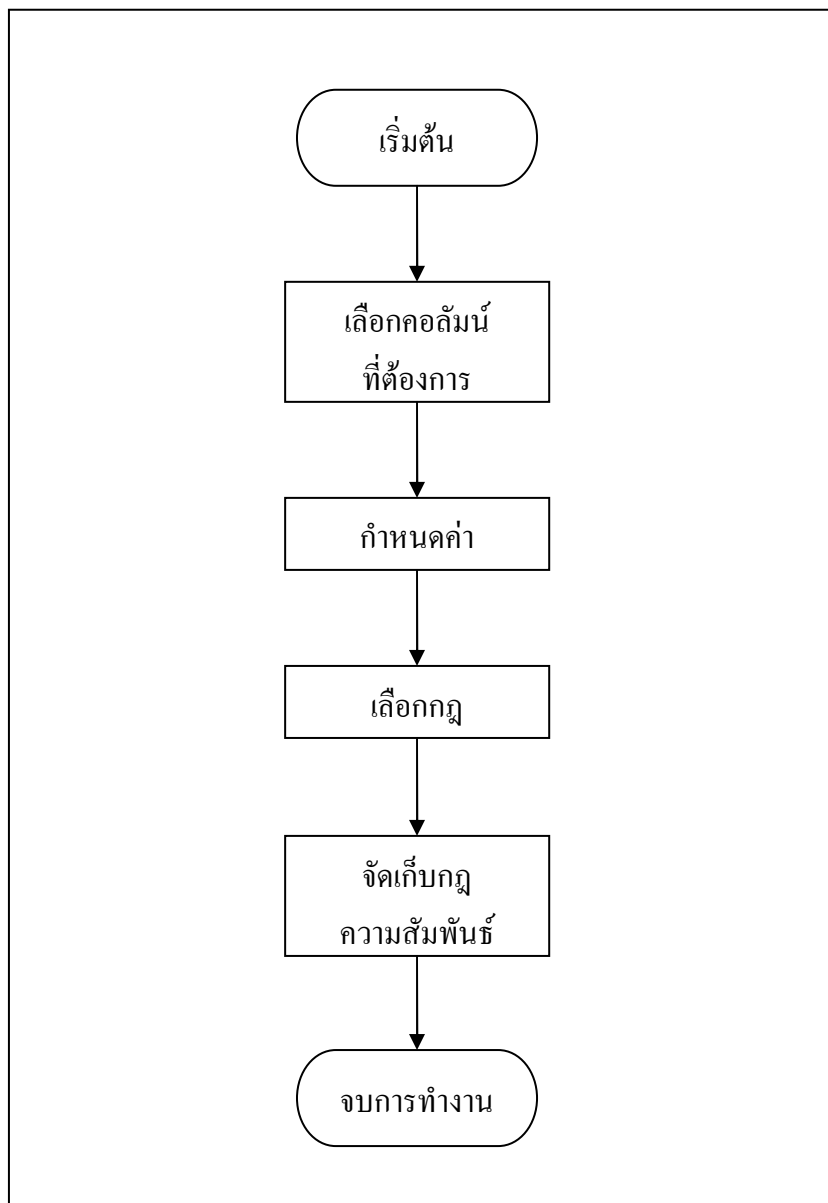 เริ่มต้น
เลือกคอลัมน์
ที่ต้องการ
กำหนดค่า
เลือกกฎ
จัดเก็บกฎ
ความสัมพันธ์
จบการทำงาน